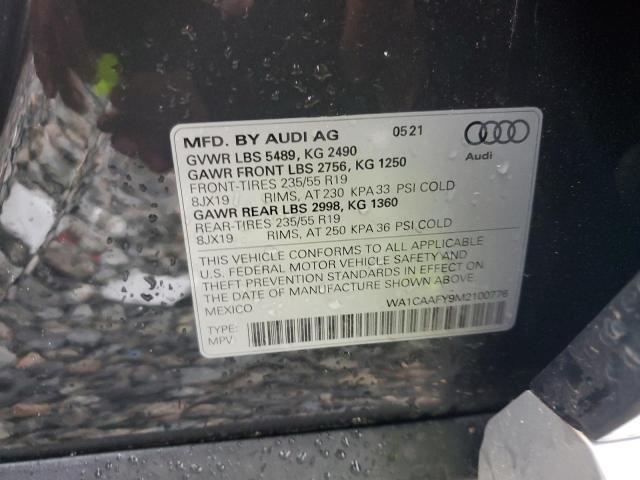 MFD. BY AUDI AG 05 21
GVWR LBS 5489, KG 2490
GAWR FRONT LBS 2756, KG 1250 Audi
FRONT-TIRES 235/55 R19
8JX19 RIMS, AT 230 KPA 33 PSI COLD
GAWR REAR LBS 2998, KG 1360
REAR-TIRES 235/55 R19
8JX19 RIMS, AT 250 KPA 36 PSI COLD
THIS VEHICLE CONFORMS TO ALL APPLICABLE
U.S. FEDERAL MOTOR VEHICLE SAFETY AND
THEFT PREVENTION STANDARDS IN EFFECT ON
THE DATE OF MANUFACTURE SHOWN ABOVE
MEXICO WA1CAAFY9M2100776
TYPE:
MPV